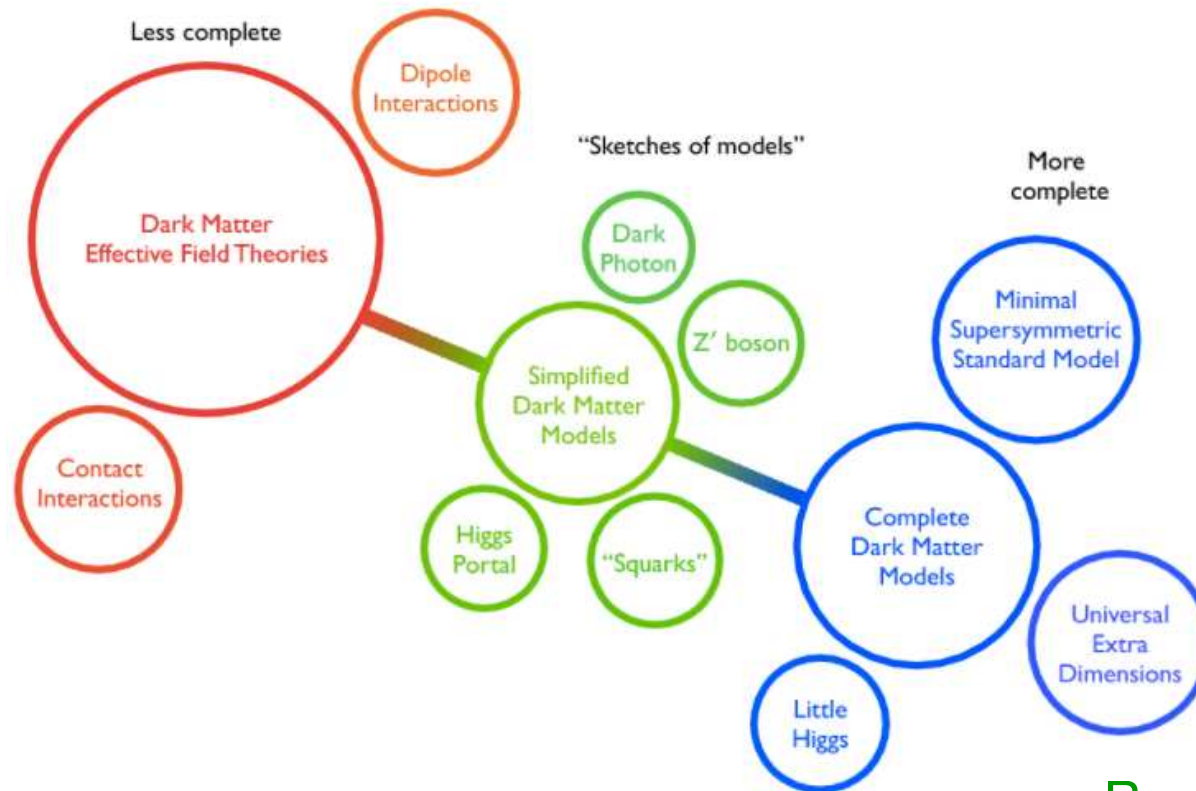 Less complete
Dipole
Interactions
"Sketches of models"
More
complete
Dark Matter
Effective Field Theories
Dark
Photon
Z′ boson
Minimal
Supersymmetric
Standard Model
Simplified
Dark Matter
Models
Contact
Interactions
Higgs
Portal
"Squarks"
Complete
Dark Matter
Models
Universal
Extra
Dimensions
Little
Higgs